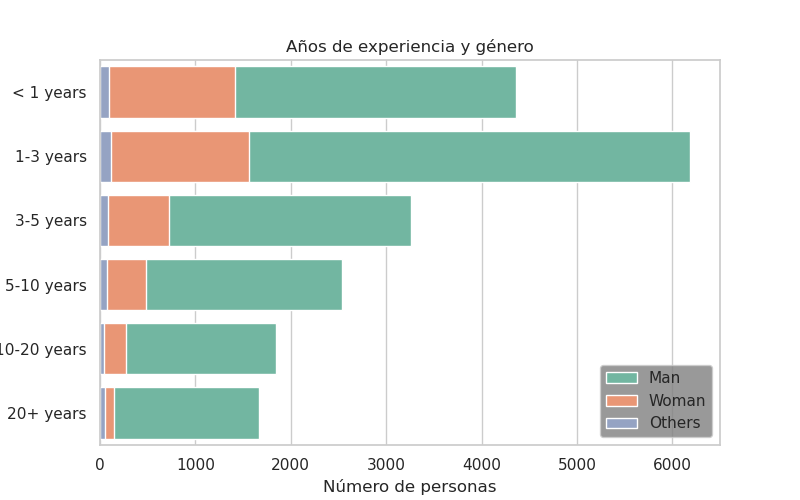 Años de experiencia y género
< 1 years
1-3 years
3-5 years
5-10 years
10-20 years
20+ years
Man
Woman
Others
0 1000 2000 3000 4000 5000 6000
Número de personas